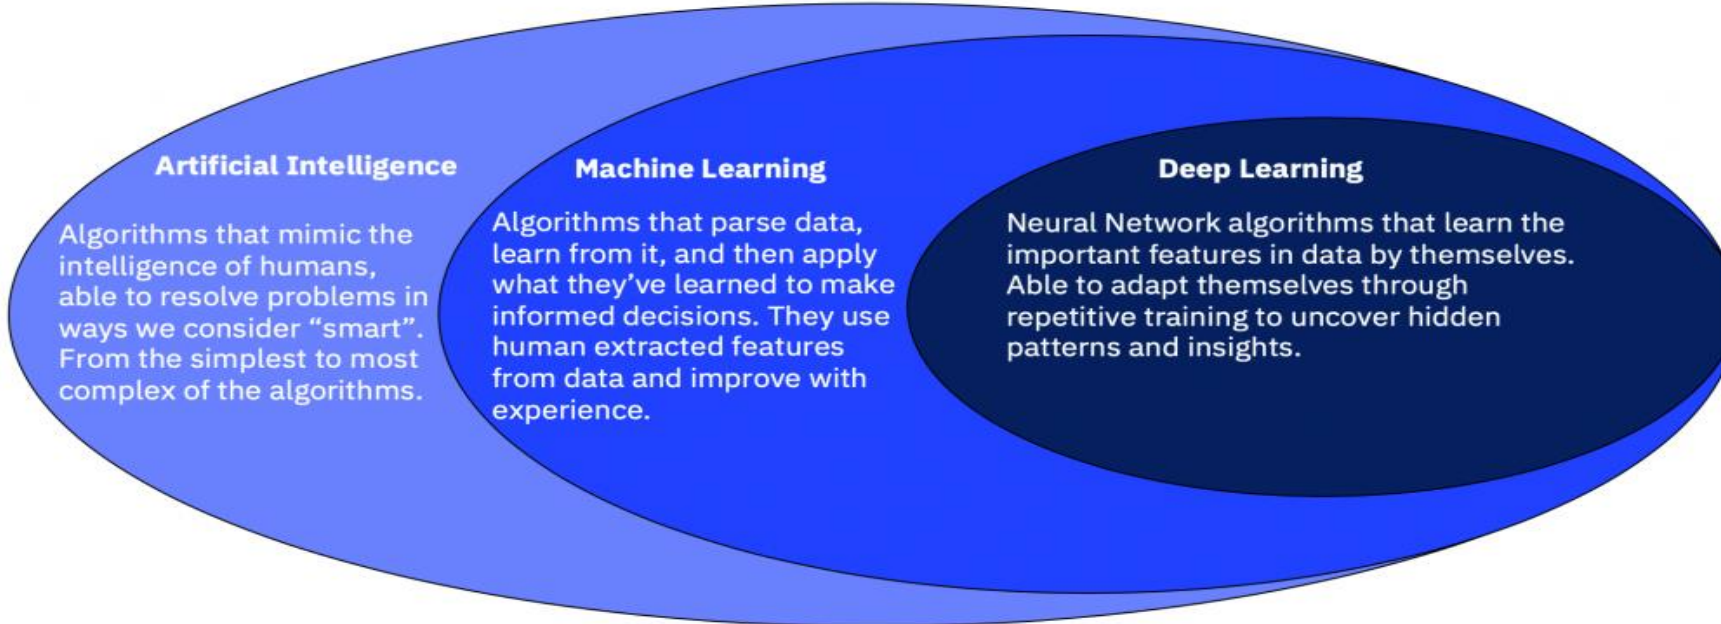 Artificial Intelligence
Algorithms that mimic the
intelligence of humans,
able to resolve problems in
ways we consider “smart”.
From the simplest to most
complex of the algorithms.
Machine Learning
Algorithms that parse data,
learn from it, and then apply
what they’ve learned to make
informed decisions. They use
human extracted features
from data and improve with
experience.
Deep Learning
Neural Network algorithms that learn the
important features in data by themselves.
Able to adapt themselves through
repetitive training to uncover hidden
patterns and insights.